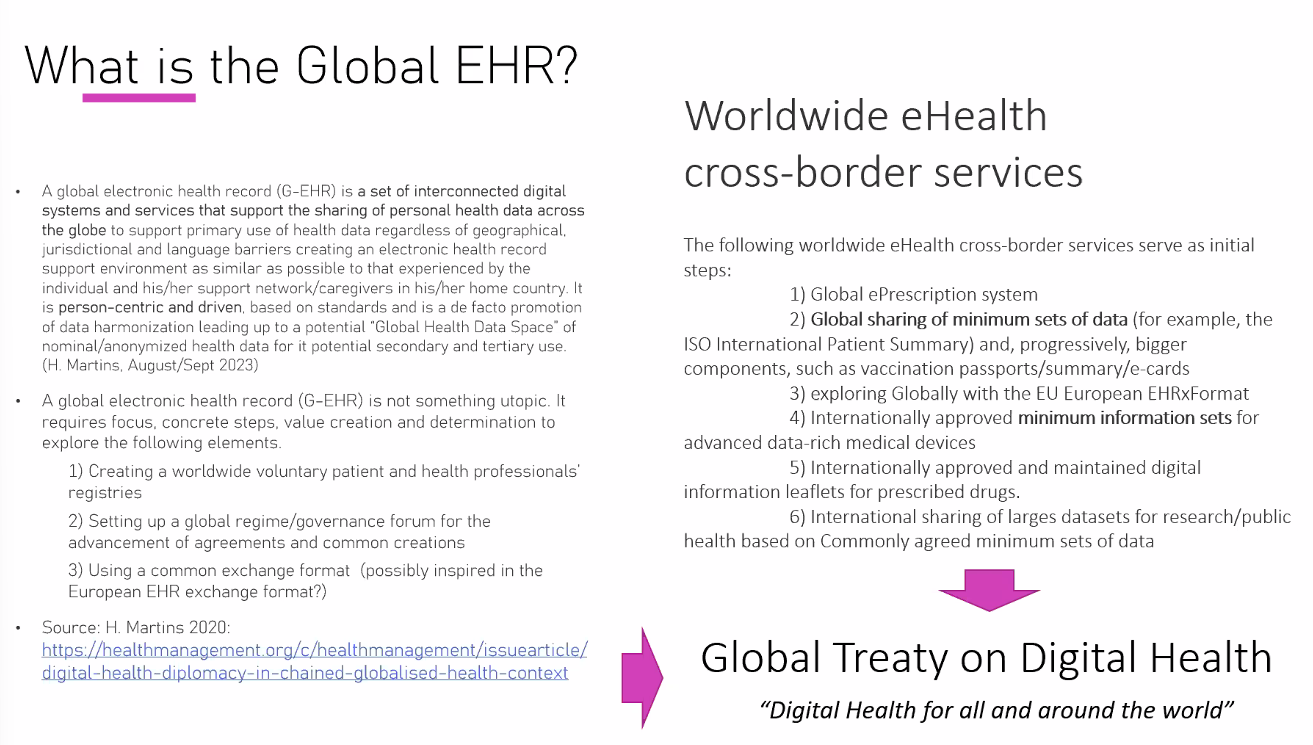 What is the Global EHR?
• A global electronic health record (G-EHR) is a set of interconnected digital
systems and services that support the sharing of personal health data across
the globe to support primary use of health data regardless of geographical,
jurisdictional and language barriers creating an electronic health record
support environment as similar as possible to that experienced by the
individual and his/her support network/caregivers in his/her home country. It
is person-centric and driven, based on standards and is a de facto promotion
of data harmonization leading up to a potential "Global Health Data Space" of
nominal/anonymized health data for it potential secondary and tertiary use.
(H. Martins, August/Sept 2023)
• A global electronic health record (G-EHR) is not something utopic. It
requires focus, concrete steps, value creation and determination to
explore the following elements.
1) Creating a worldwide voluntary patient and health professionals'
registries
2) Setting up a global regime/governance forum for the
advancement of agreements and common creations
3) Using a common exchange format (possibly inspired in the
European EHR exchange format?)
• Source: H. Martins 2020:
https://healthmanagement.org/c/healthmanagement/issuearticle/
digital-health-diplomacy-in-chained-globalised-health-context
Worldwide eHealth
cross-border services
The following worldwide eHealth cross-border services serve as initial
steps:
1) Global ePrescription system
2) Global sharing of minimum sets of data (for example, the
ISO International Patient Summary) and, progressively, bigger
components, such as vaccination passports/summary/e-cards
3) exploring Globally with the EU European EHRxFormat
4) Internationally approved minimum information sets for
advanced data-rich medical devices
5) Internationally approved and maintained digital
information leaflets for prescribed drugs.
6) International sharing of larges datasets for research/public
health based on Commonly agreed minimum sets of data
Global Treaty on Digital Health
“Digital Health for all and around the world”